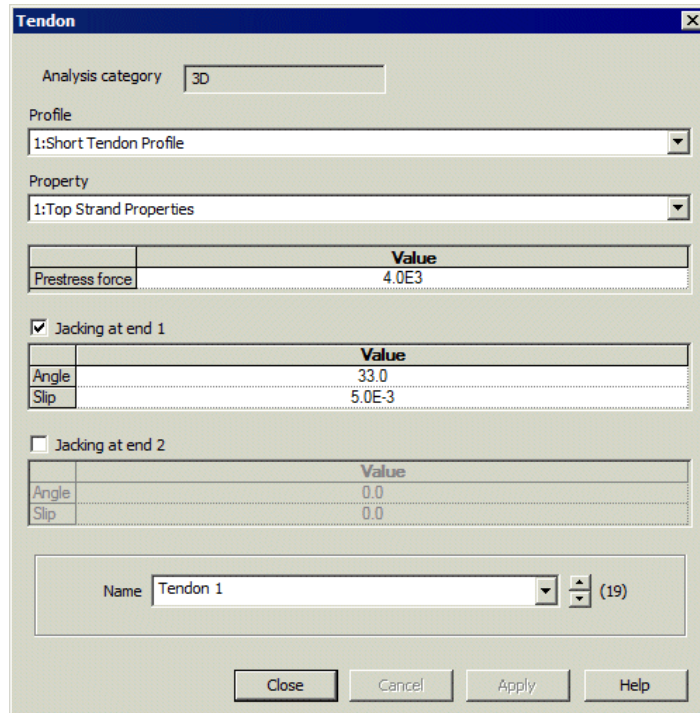 Tendon
Analysis category 3D
Profile
1:Short Tendon Profile
Property
1:Top Strand Properties
Value
Prestress force 4.0E3
Jacking at end 1
Value
Angle 33.0
Slip 5.0E-3
Jacking at end 2
Value
Angle 0.0
Slip 0.0
Name Tendon 1 (19)
Close Cancel Apply Help